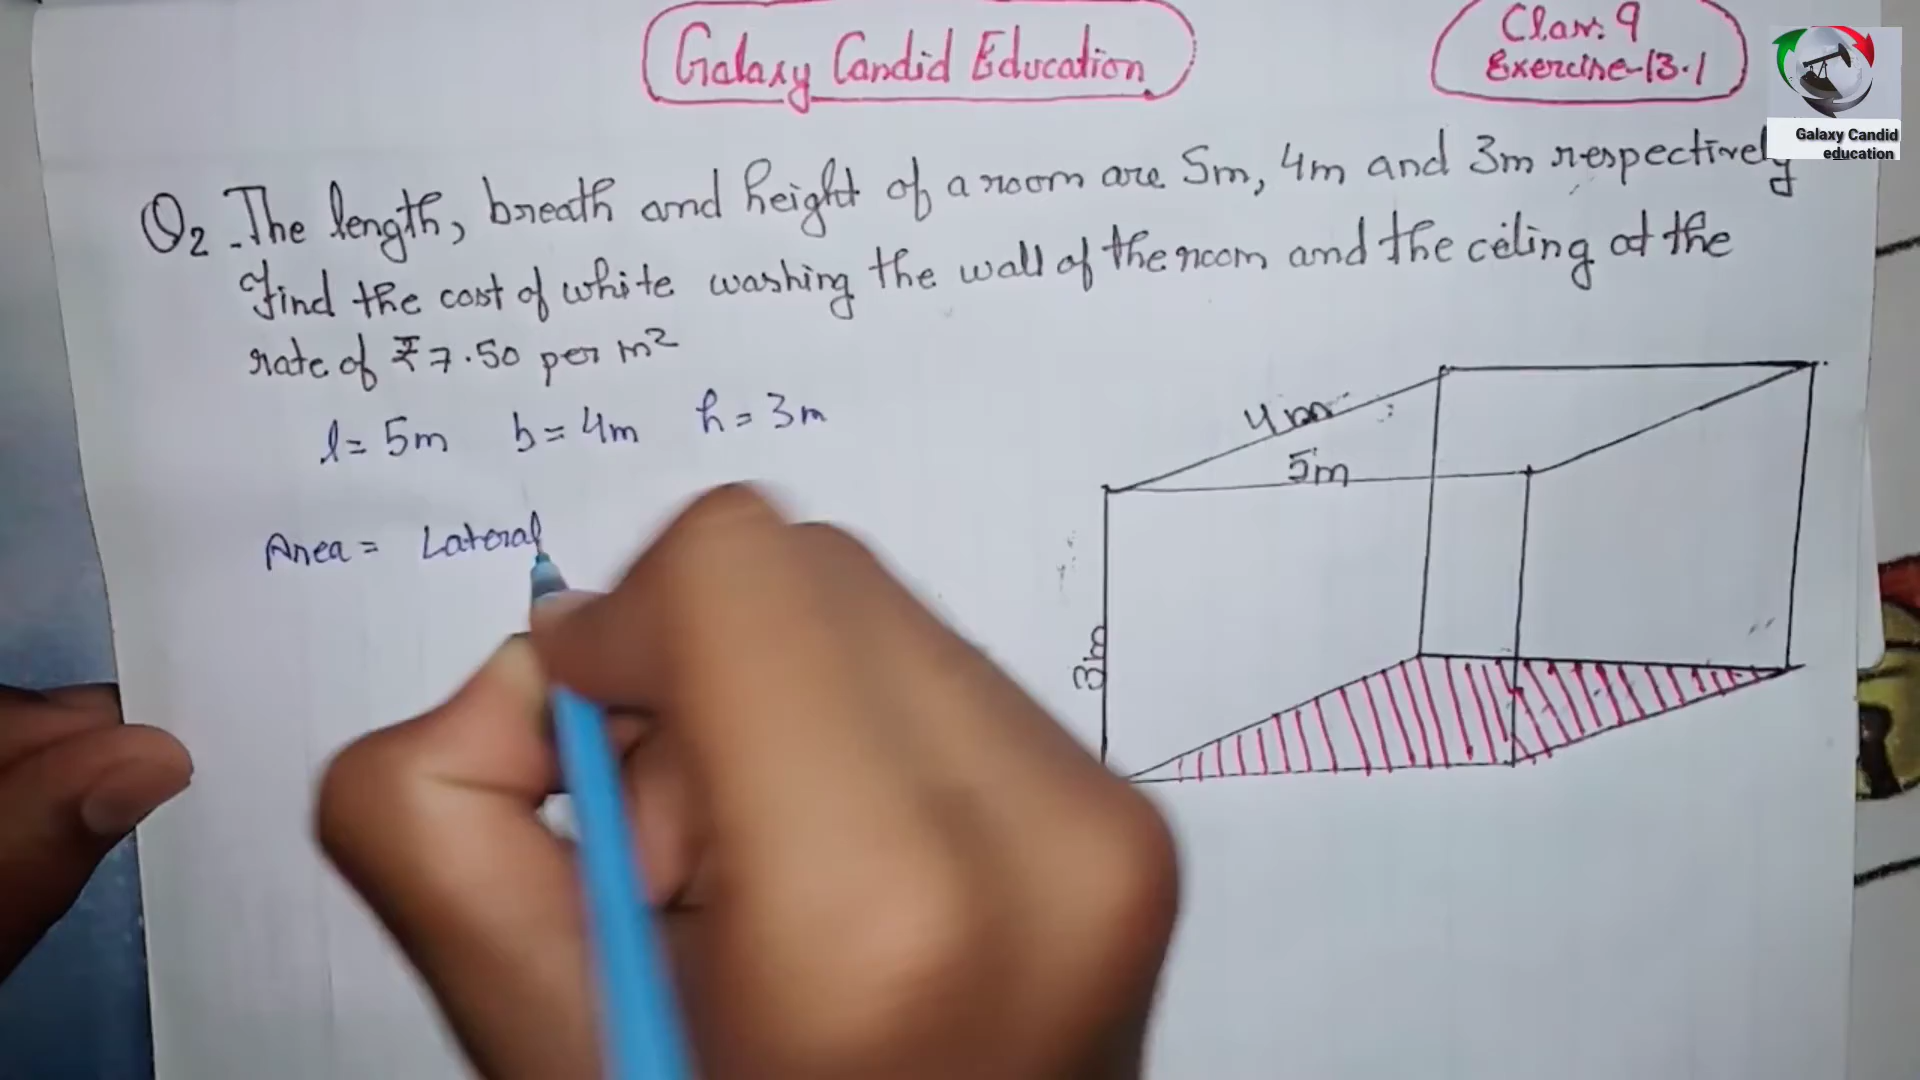 Galaxy Candid Education
Class: 9
Exercise-13.1
Galaxy Candid
education
Q2. The length, breath and height of a room are 5m, 4m and 3m respectively
Find the cost of white washing the wall of the room and the ceiling at the
rate of ₹7.50 per m²
l = 5m b = 4m h = 3m
Area = Lateral
4m
5m
3m